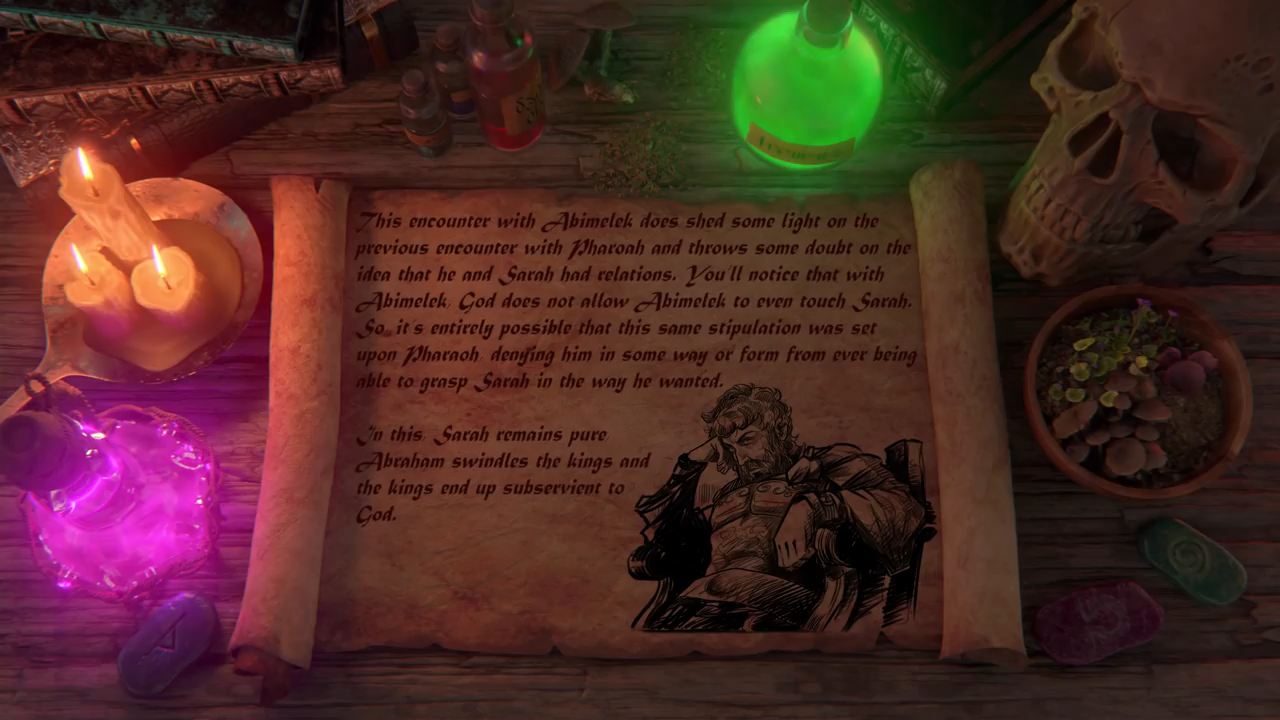 This encounter with Abimelek does shed some light on the
previous encounter with Pharoah and throws some doubt on the
idea that he and Sarah had relations. You'll notice that with
Abimelek, God does not allow Abimelek to even touch Sarah.
So, it's entirely possible that this same stipulation was set
upon Pharaoh, denying him in some way or form from ever being
able to grasp Sarah in the way he wanted.
In this, Sarah remains pure,
Abraham swindles the kings and
the kings end up subservient to
God.